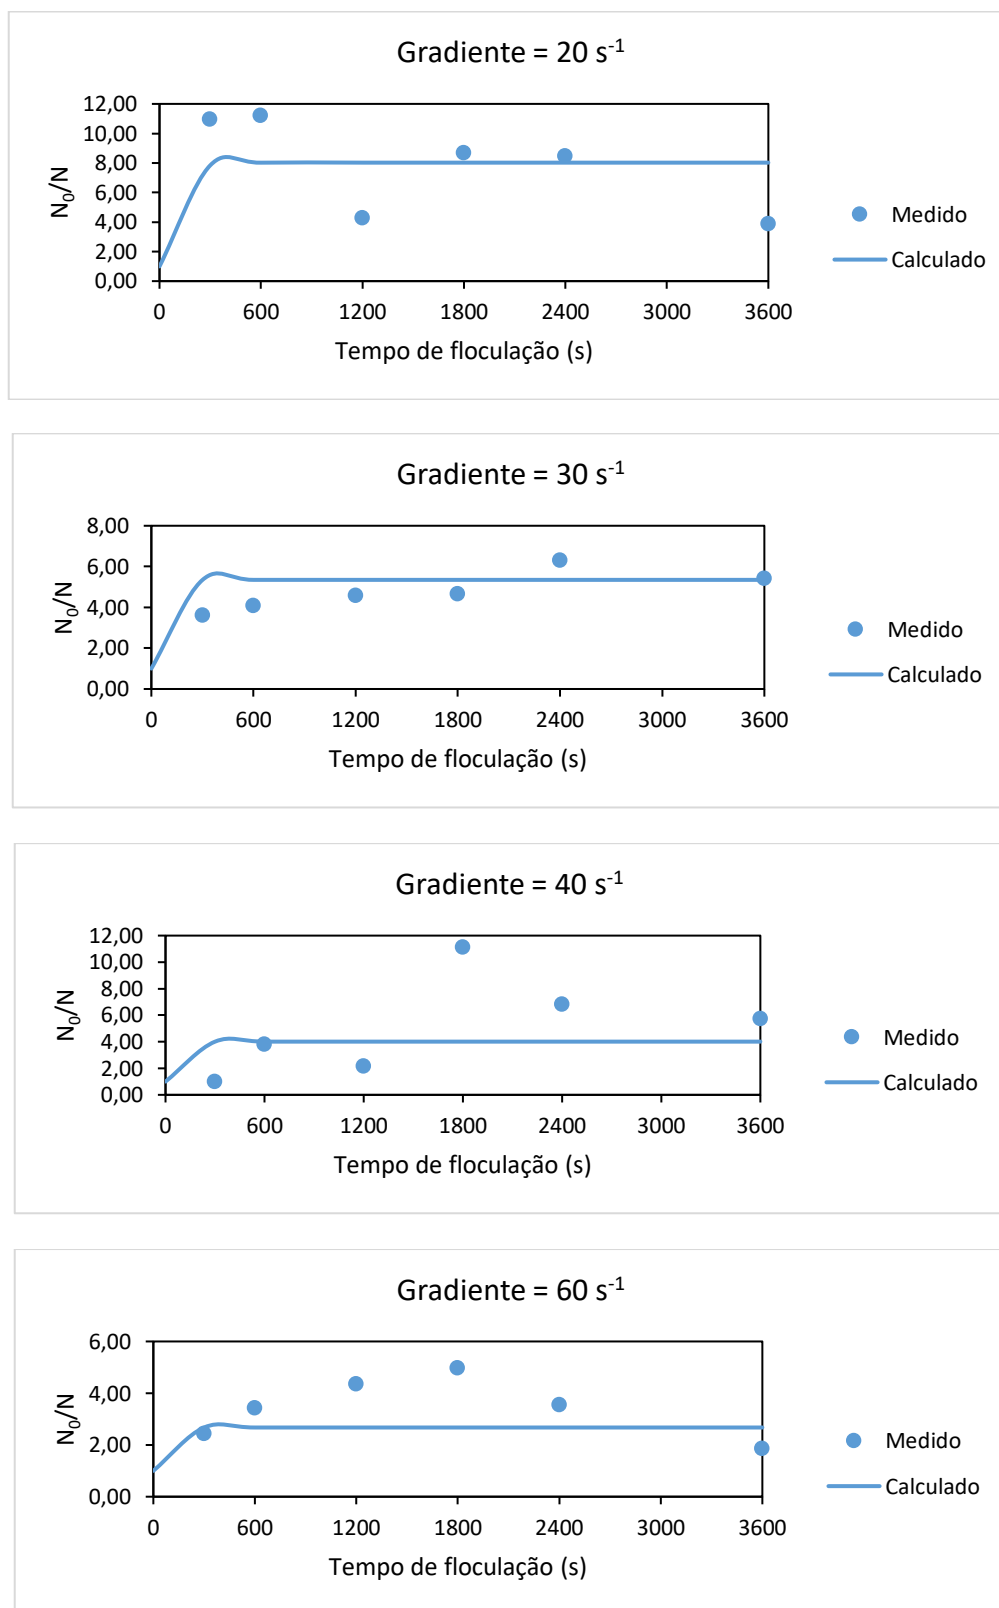 Gradiente = 20 s⁻¹
12,00
10,00
8,00
6,00
4,00
2,00
0,00
N₀/N
0 600 1200 1800 2400 3000 3600
Tempo de floculação (s)
Medido
Calculado
Gradiente = 30 s⁻¹
8,00
6,00
4,00
2,00
0,00
N₀/N
0 600 1200 1800 2400 3000 3600
Tempo de floculação (s)
Medido
Calculado
Gradiente = 40 s⁻¹
12,00
10,00
8,00
6,00
4,00
2,00
0,00
N₀/N
0 600 1200 1800 2400 3000 3600
Tempo de floculação (s)
Medido
Calculado
Gradiente = 60 s⁻¹
6,00
4,00
2,00
0,00
N₀/N
0 600 1200 1800 2400 3000 3600
Tempo de floculação (s)
Medido
Calculado